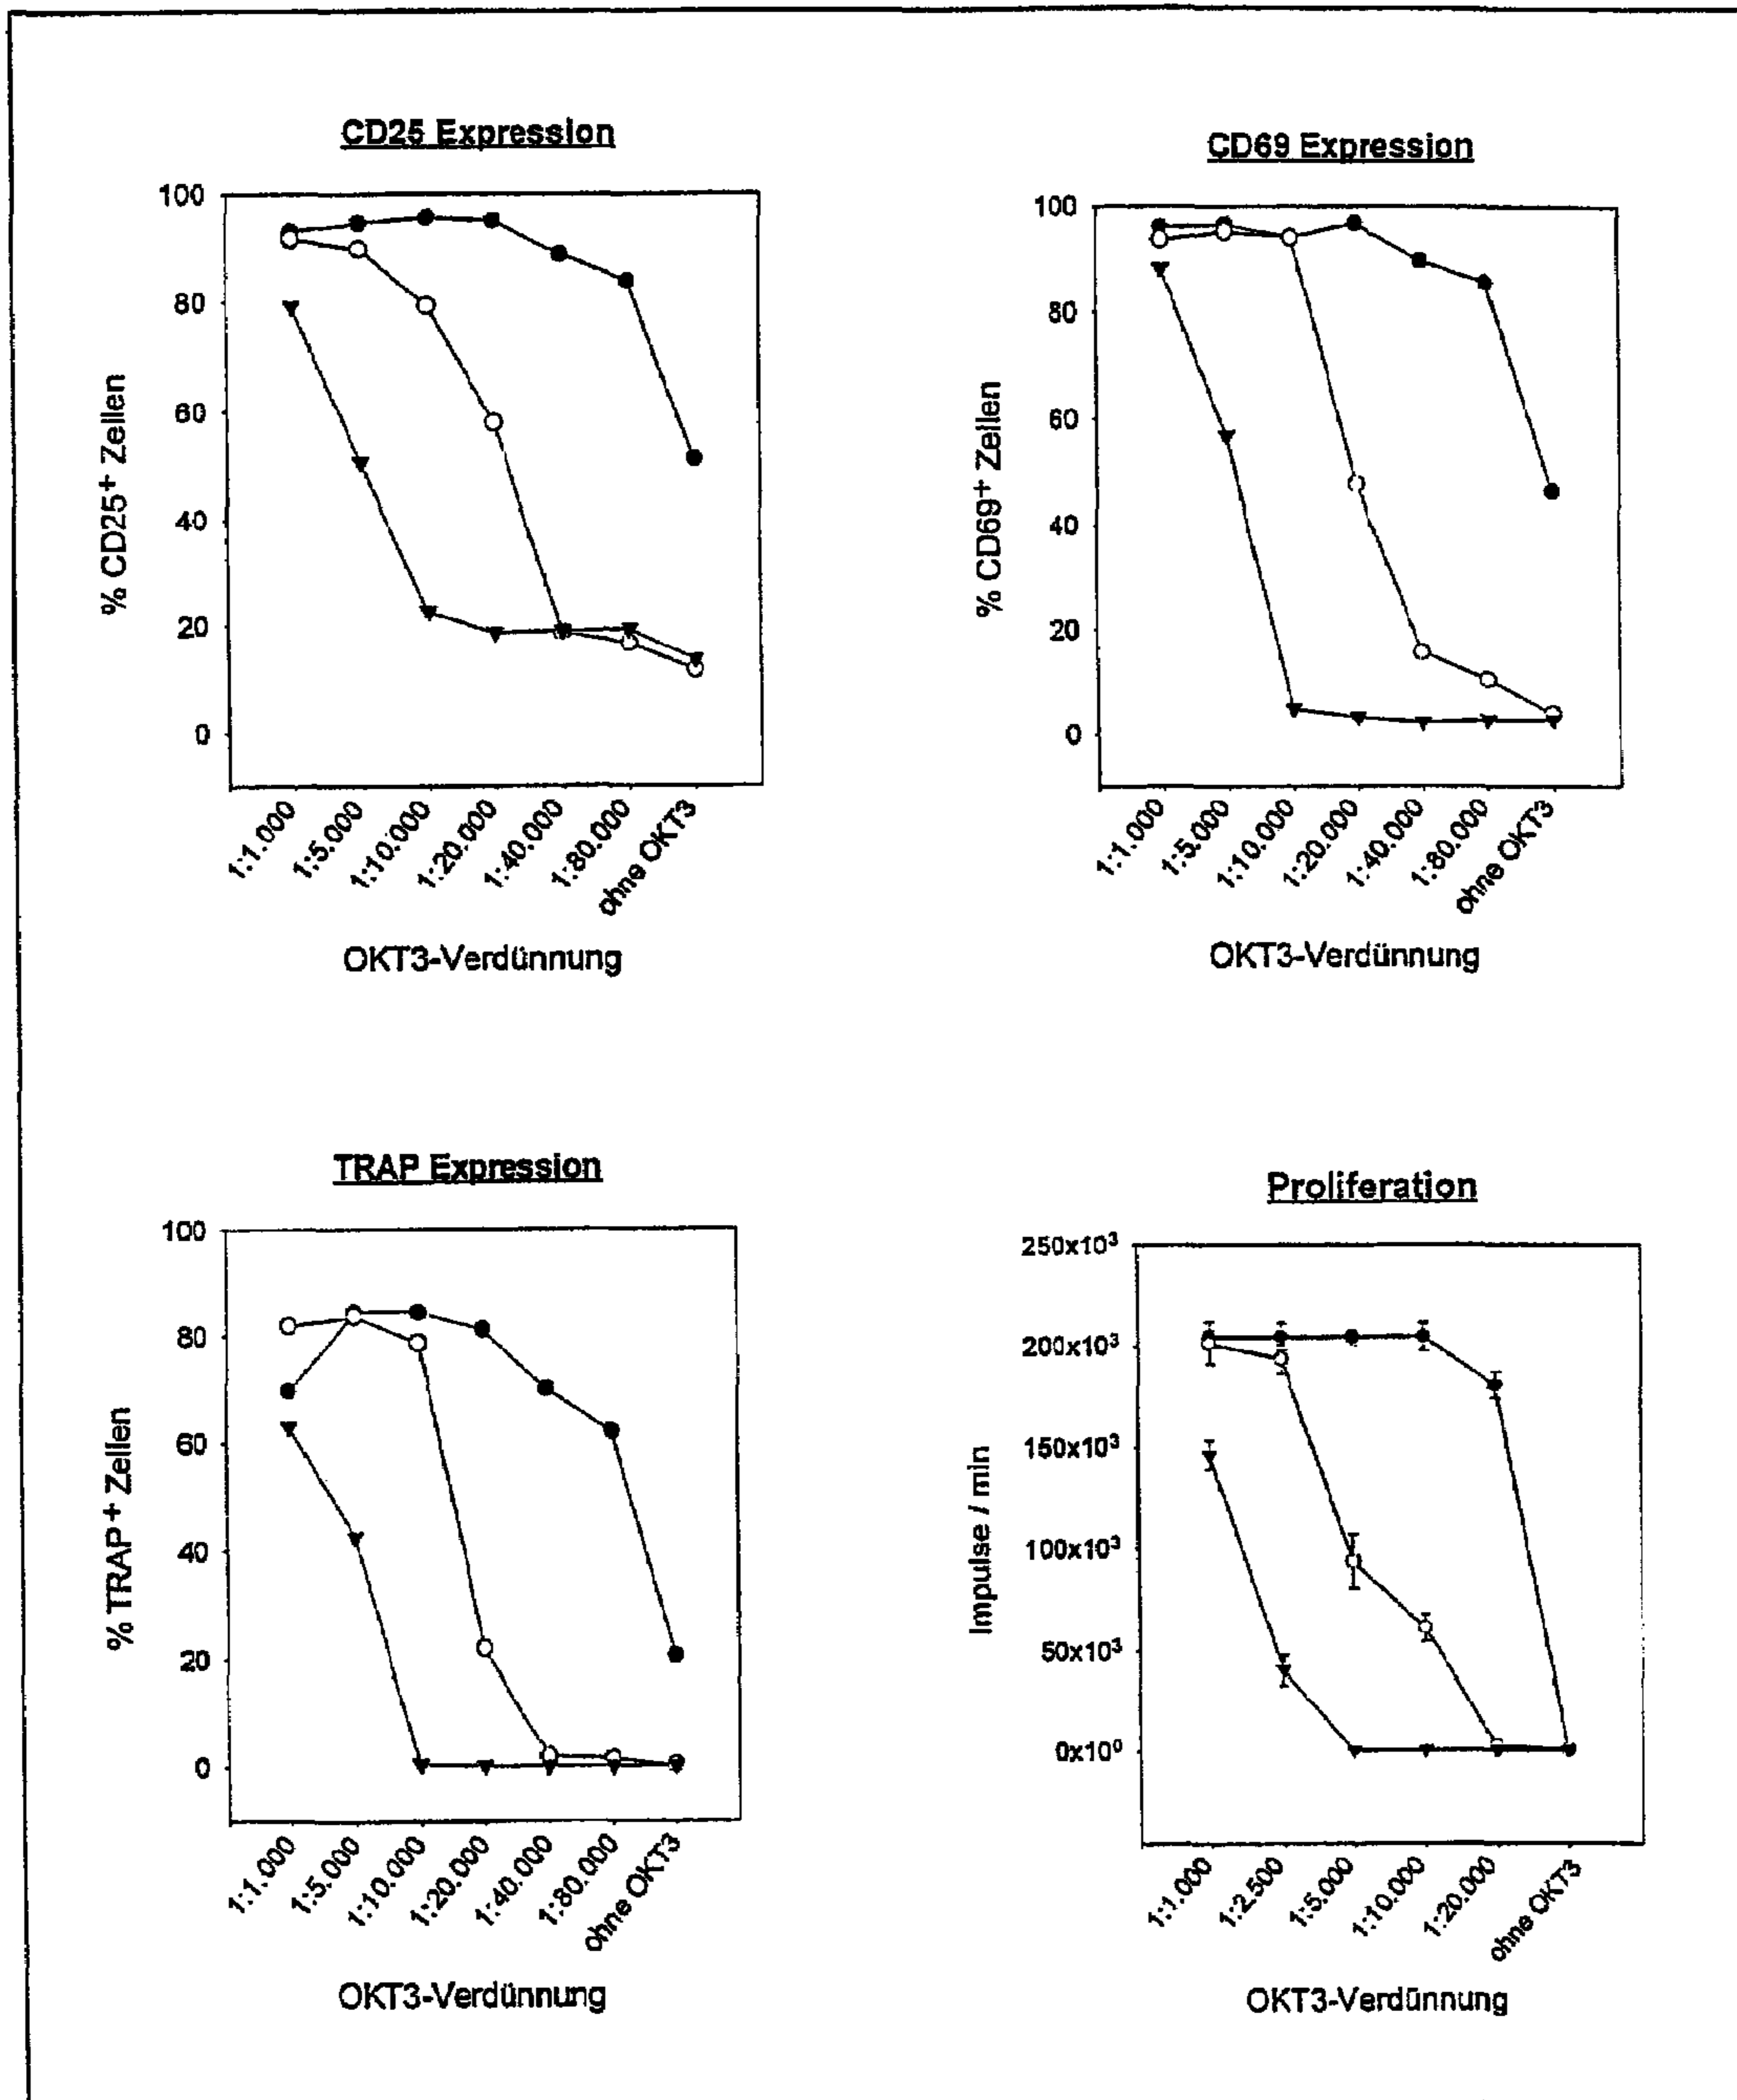 CD25 Expression
100
80
60
40
20
0
% CD25+ Zellen
1:1.000
1:5.000
1:10.000
1:20.000
1:40.000
1:80.000
ohne OKT3
OKT3-Verdünnung
CD69 Expression
100
80
60
40
20
0
% CD69+ Zellen
1:1.000
1:5.000
1:10.000
1:20.000
1:40.000
1:80.000
ohne OKT3
OKT3-Verdünnung
TRAP Expression
100
80
60
40
20
0
% TRAP+ Zellen
1:1.000
1:5.000
1:10.000
1:20.000
1:40.000
1:80.000
ohne OKT3
OKT3-Verdünnung
Proliferation
250x10³
200x10³
150x10³
100x10³
50x10³
0x10⁰
Impulse / min
1:1.000
1:2.500
1:5.000
1:10.000
1:20.000
ohne OKT3
OKT3-Verdünnung